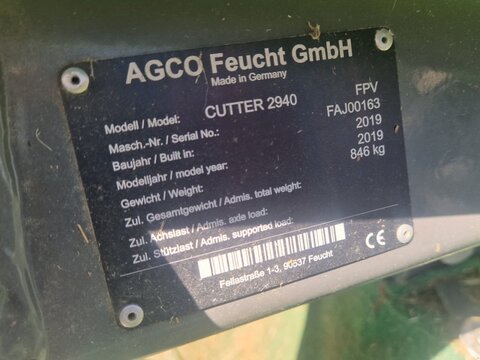 AGCO Feucht GmbH
Made in Germany
Modell / Model: CUTTER 2940 FPV
Masch.-Nr. / Serial No.: FAJ00163
Baujahr / Built in: 2019
Modelljahr / model year: 2019
Gewicht / Weight: 846 kg
Zul. Gesamtgewicht / Admis. total weight:
Zul. Achslast / Admis. axle load:
Zul. Stützlast / Admis. supported load:
CE
Fellastraße 1-3, 90537 Feucht